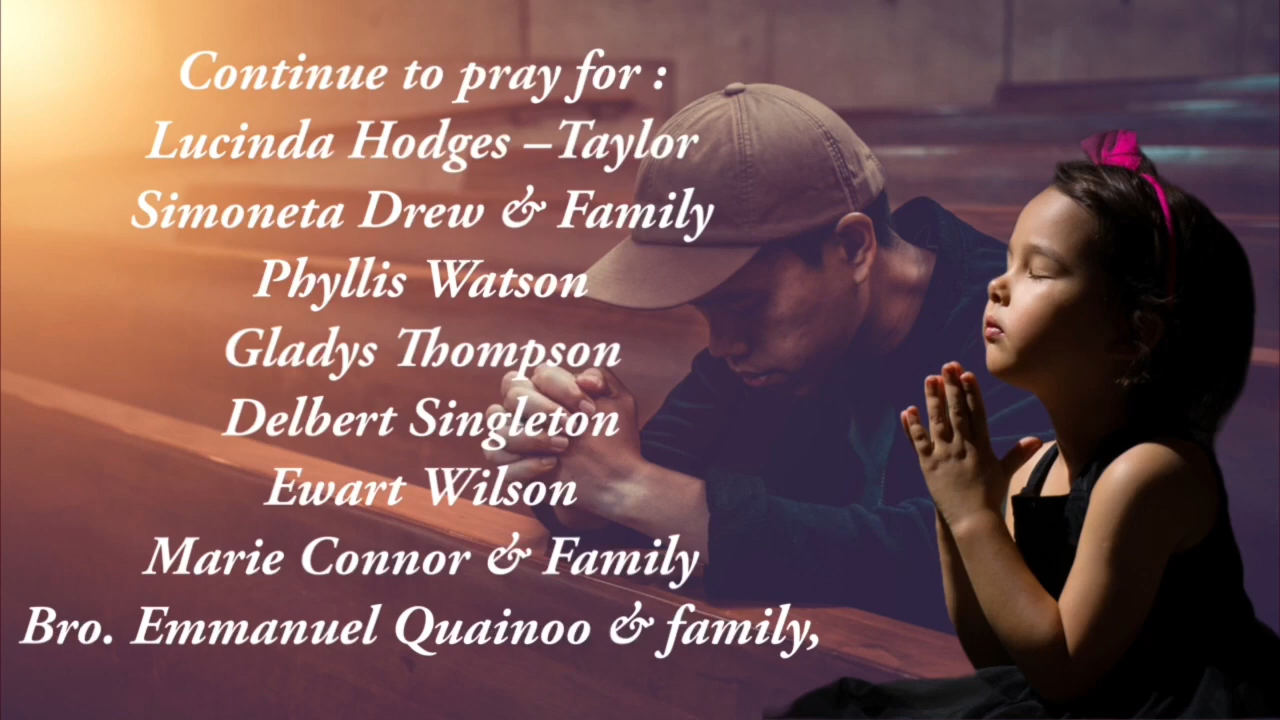 Continue to pray for :
Lucinda Hodges –Taylor
Simoneta Drew & Family
Phyllis Watson
Gladys Thompson
Delbert Singleton
Ewart Wilson
Marie Connor & Family
Bro. Emmanuel Quainoo & family,